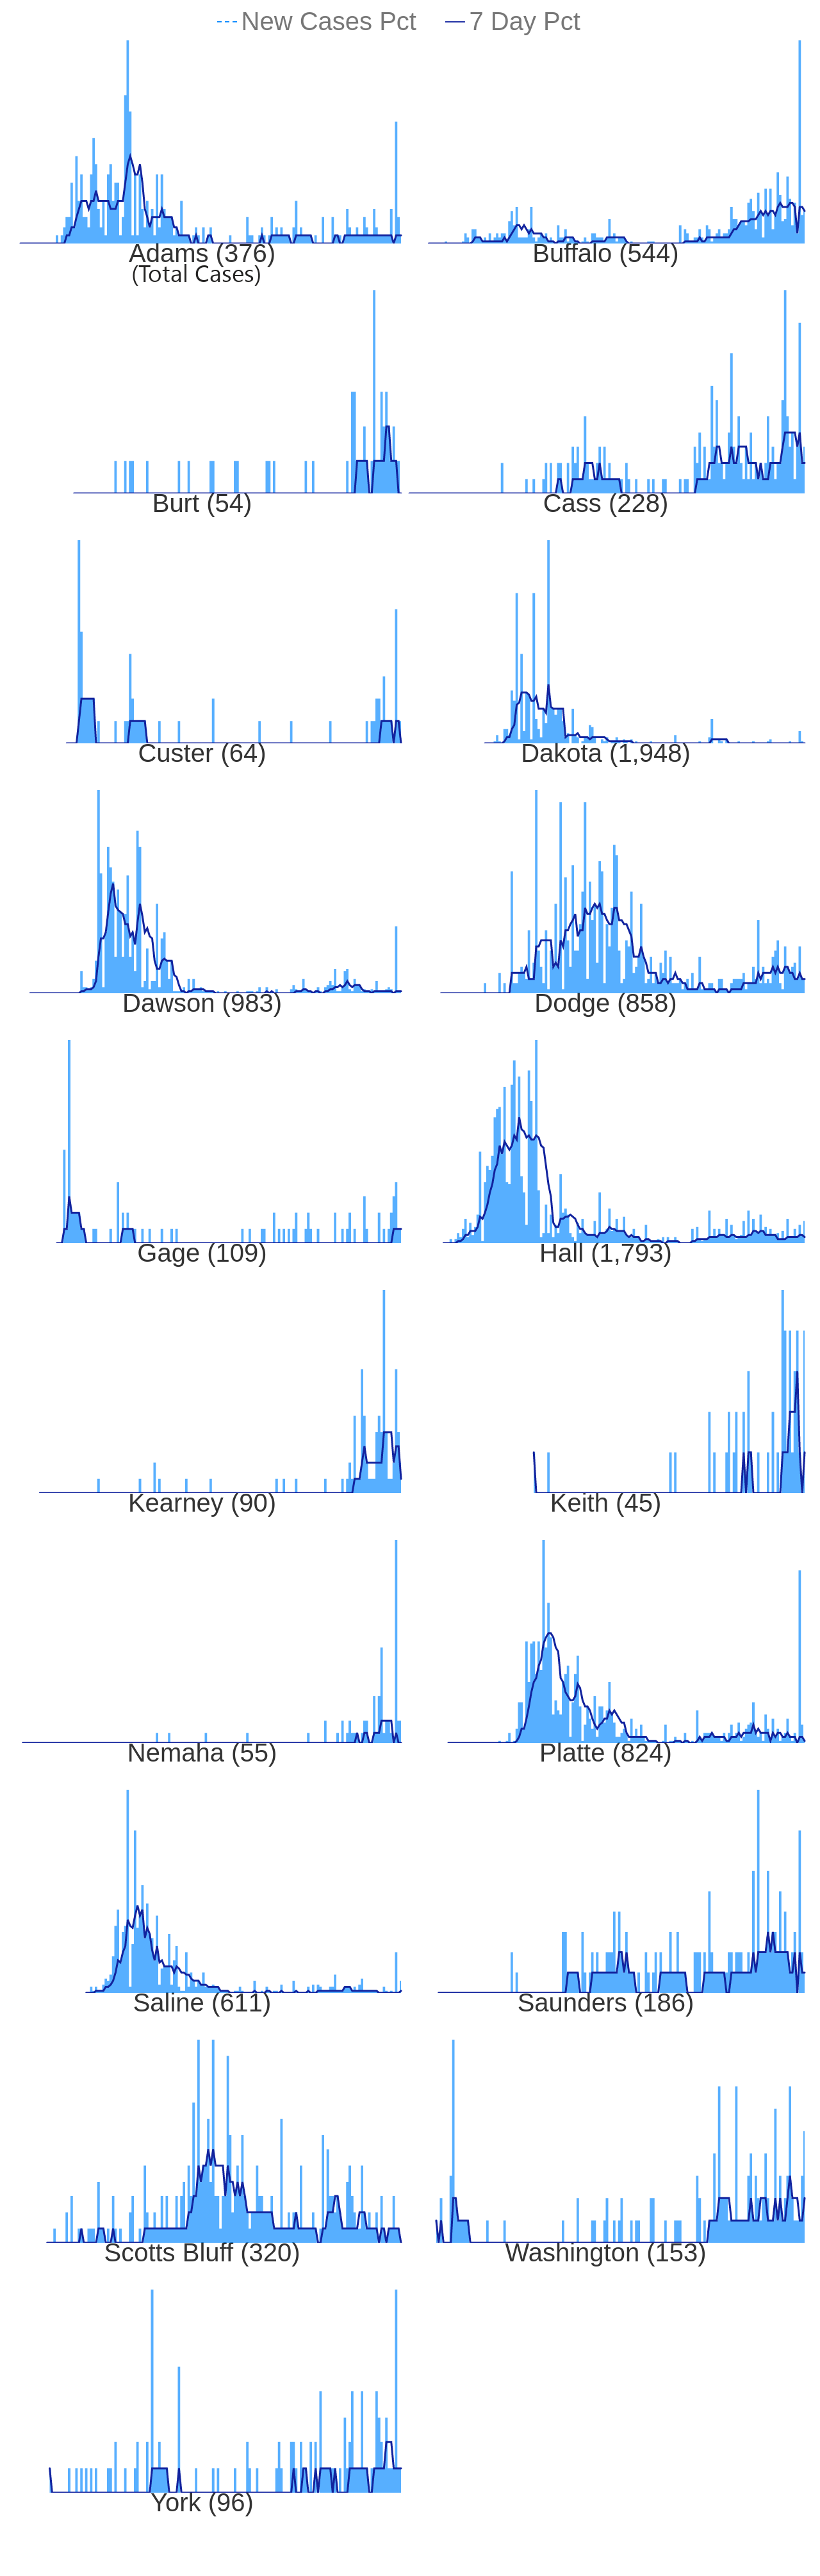 New Cases Pct 7 Day Pct
Adams (376) Buffalo (544)
(Total Cases)
Burt (54) Cass (228)
Custer (64) Dakota (1,948)
Dawson (983) Dodge (858)
Gage (109) Hall (1,793)
Kearney (90) Keith (45)
Nemaha (55) Platte (824)
Saline (611) Saunders (186)
Scotts Bluff (320) Washington (153)
York (96)